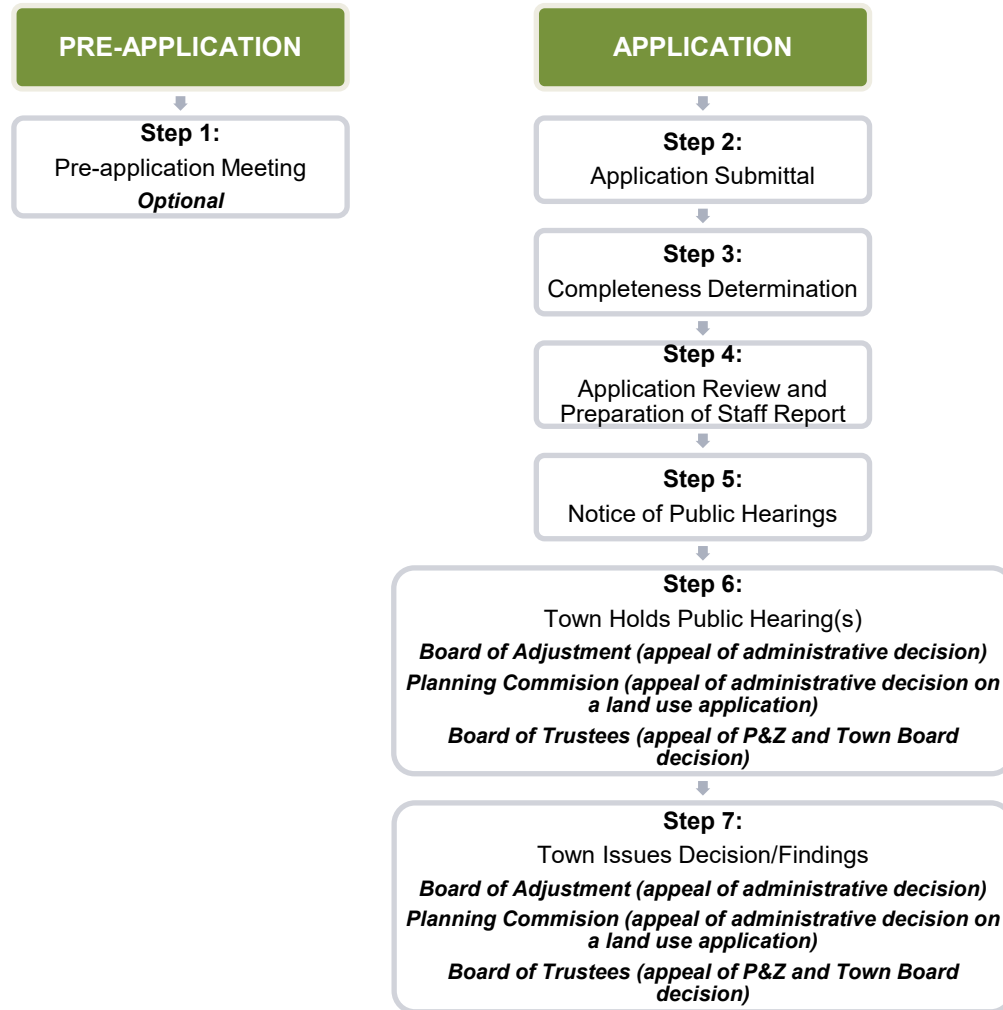 PRE-APPLICATION
Step 1:
Pre-application Meeting
Optional
APPLICATION
Step 2:
Application Submittal
Step 3:
Completeness Determination
Step 4:
Application Review and
Preparation of Staff Report
Step 5:
Notice of Public Hearings
Step 6:
Town Holds Public Hearing(s)
Board of Adjustment (appeal of administrative decision)
Planning Commision (appeal of administrative decision on
a land use application)
Board of Trustees (appeal of P&Z and Town Board
decision)
Step 7:
Town Issues Decision/Findings
Board of Adjustment (appeal of administrative decision)
Planning Commision (appeal of administrative decision on
a land use application)
Board of Trustees (appeal of P&Z and Town Board
decision)